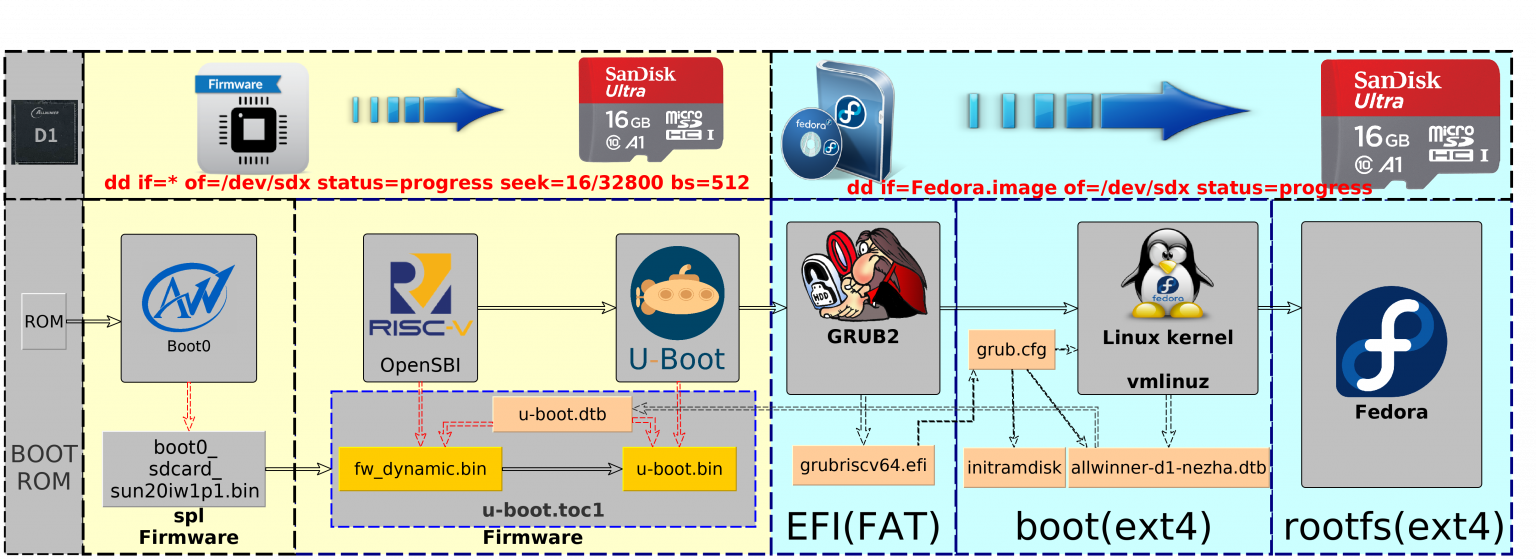 ALLWINNER
D1
Firmware
SanDisk
Ultra
16 GB
micro
SD
HC I
10 A1
dd if=* of=/dev/sdx status=progress seek=16/32800 bs=512
fedora
SanDisk
Ultra
16 GB
micro
SD
HC I
10 A1
dd if=Fedora.image of=/dev/sdx status=progress
ROM
AW
Boot0
RISC-V
OpenSBI
U-Boot
HDD
GRUB2
fedora
Linux kernel
vmlinuz
grub.cfg
Fedora
BOOT
ROM
boot0_
sdcard_
sun20iw1p1.bin
spl
Firmware
u-boot.dtb
fw_dynamic.bin
u-boot.bin
u-boot.toc1
Firmware
grubriscv64.efi
EFI(FAT)
initramdisk
allwinner-d1-nezha.dtb
boot(ext4)
rootfs(ext4)